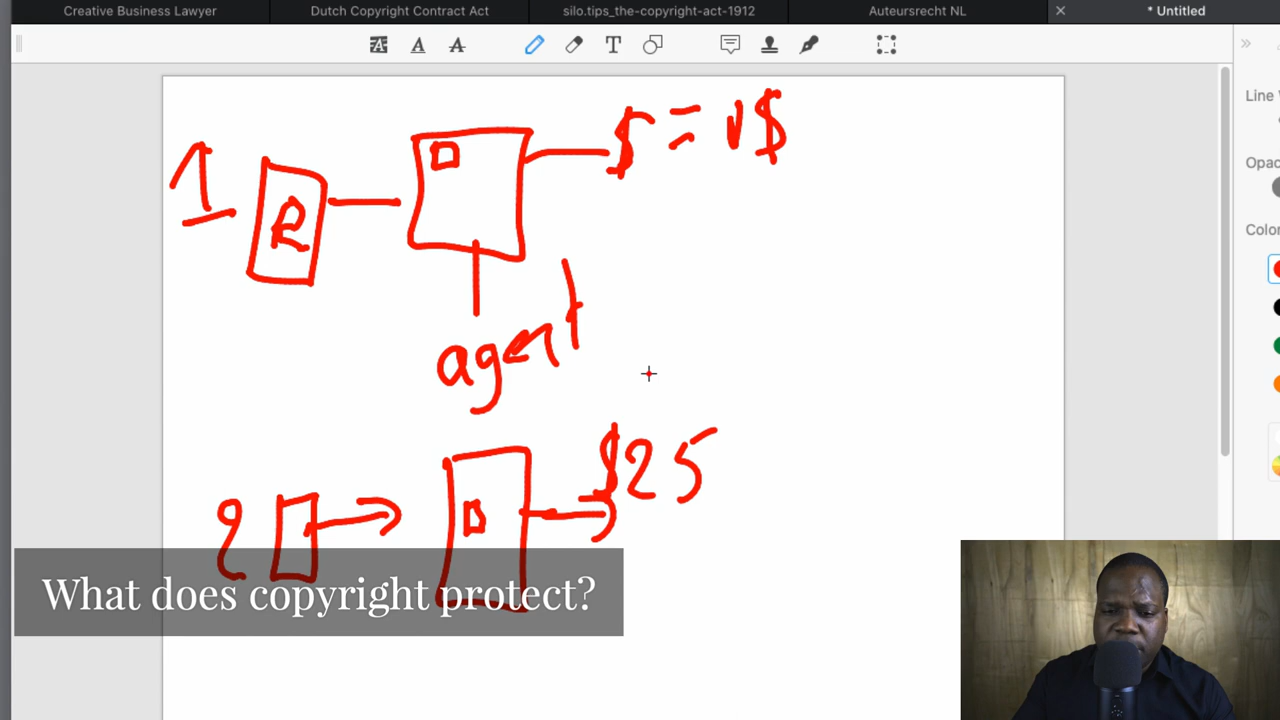 Creative Business Lawyer
Dutch Copyright Contract Act
silo.tips_the-copyright-act-1912
Auteursrecht NL
* Untitled
Line
Opac
Color
1
R
$ = v$
agent
2
$25
What does copyright protect?